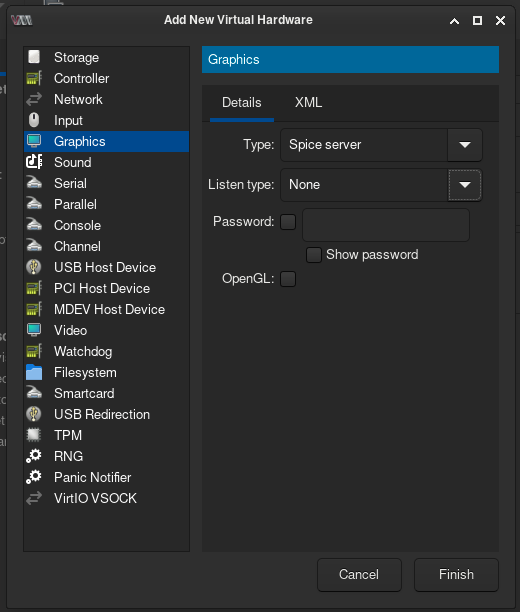 Add New Virtual Hardware
Storage
Controller
Network
Input
Graphics
Sound
Serial
Parallel
Console
Channel
USB Host Device
PCI Host Device
MDEV Host Device
Video
Watchdog
Filesystem
Smartcard
USB Redirection
TPM
RNG
Panic Notifier
VirtIO VSOCK
Graphics
Details XML
Type: Spice server
Listen type: None
Password:
Show password
OpenGL:
Cancel Finish